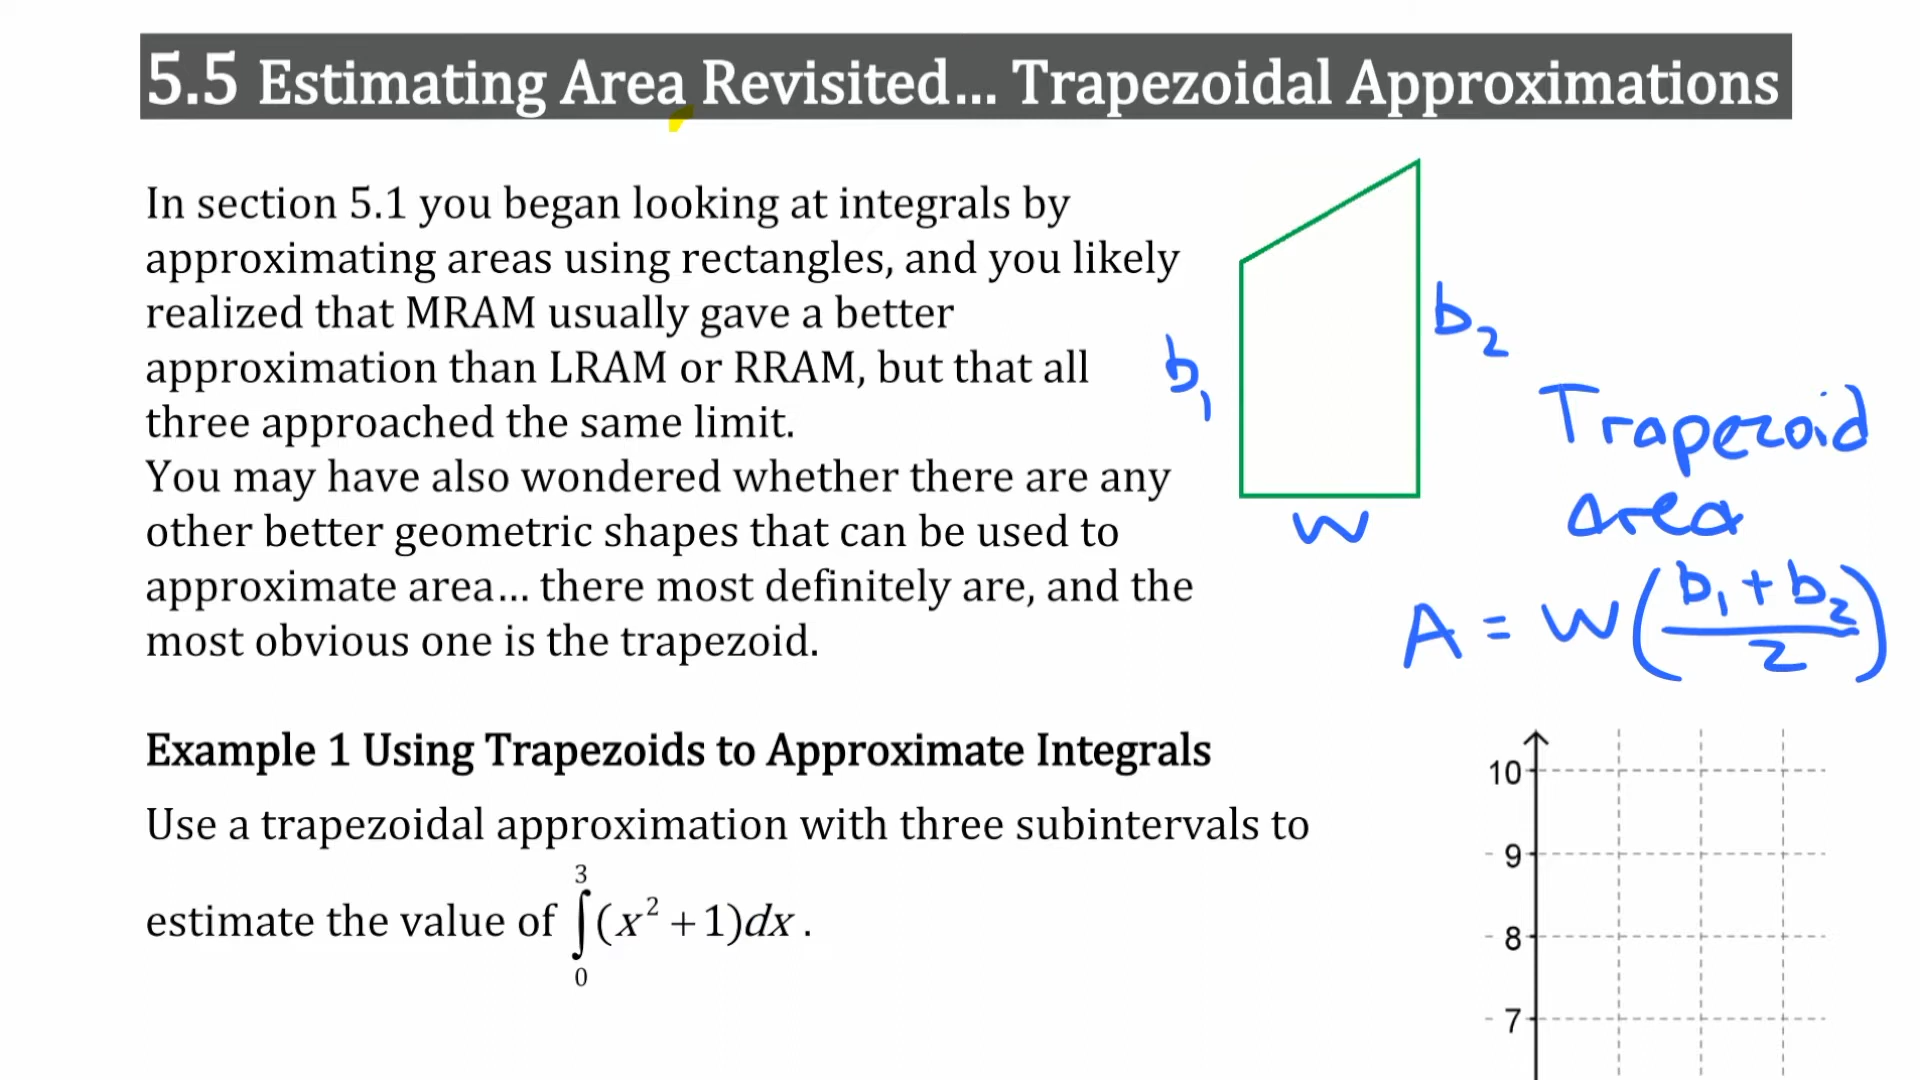 5.5 Estimating Area Revisited... Trapezoidal Approximations
In section 5.1 you began looking at integrals by
approximating areas using rectangles, and you likely
realized that MRAM usually gave a better
approximation than LRAM or RRAM, but that all
three approached the same limit.
You may have also wondered whether there are any
other better geometric shapes that can be used to
approximate area... there most definitely are, and the
most obvious one is the trapezoid.
b₁
b₂
w
Trapezoid
area
A = w((b₁ + b₂)/2)
Example 1 Using Trapezoids to Approximate Integrals
Use a trapezoidal approximation with three subintervals to
estimate the value of ∫₀³(x² + 1)dx.
10
9
8
7